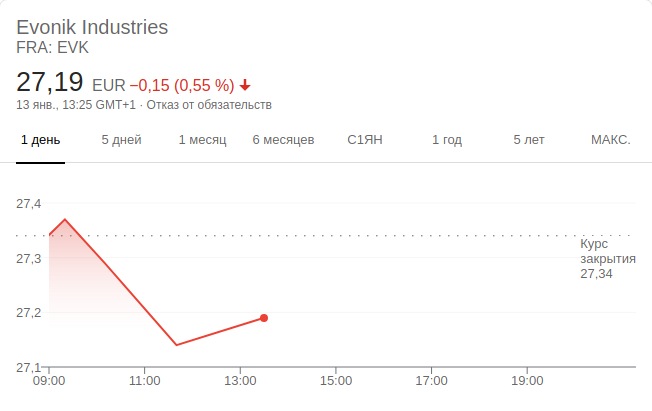 Evonik Industries
FRA: EVK
27,19 EUR −0,15 (0,55 %)
13 янв., 13:25 GMT+1 · Отказ от обязательств
1 день 5 дней 1 месяц 6 месяцев С1ЯН 1 год 5 лет МАКС.
27,4
Курс
закрытия
27,34
27,3
27,2
27,1
09:00 11:00 13:00 15:00 17:00 19:00